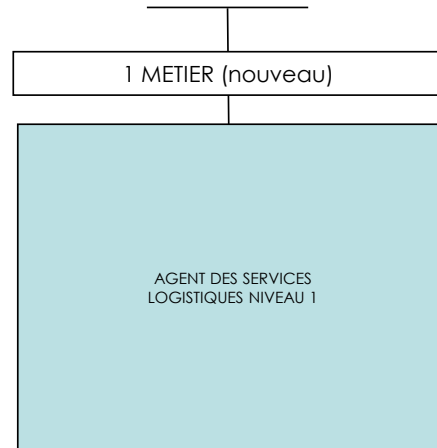 1 METIER (nouveau)
AGENT DES SERVICES
LOGISTIQUES NIVEAU 1